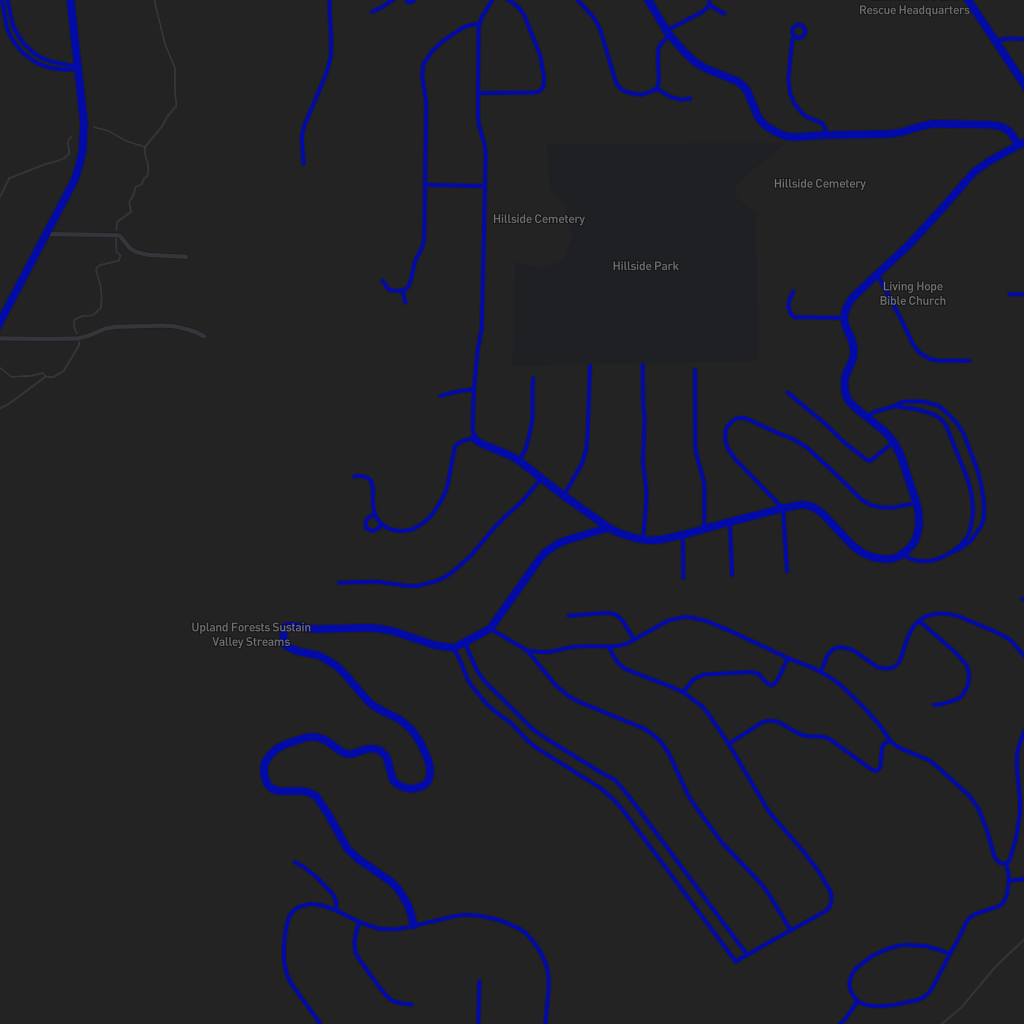 Rescue Headquarters
Hillside Cemetery
Hillside Cemetery
Hillside Park
Living Hope
Bible Church
Upland Forests Sustain
Valley Streams